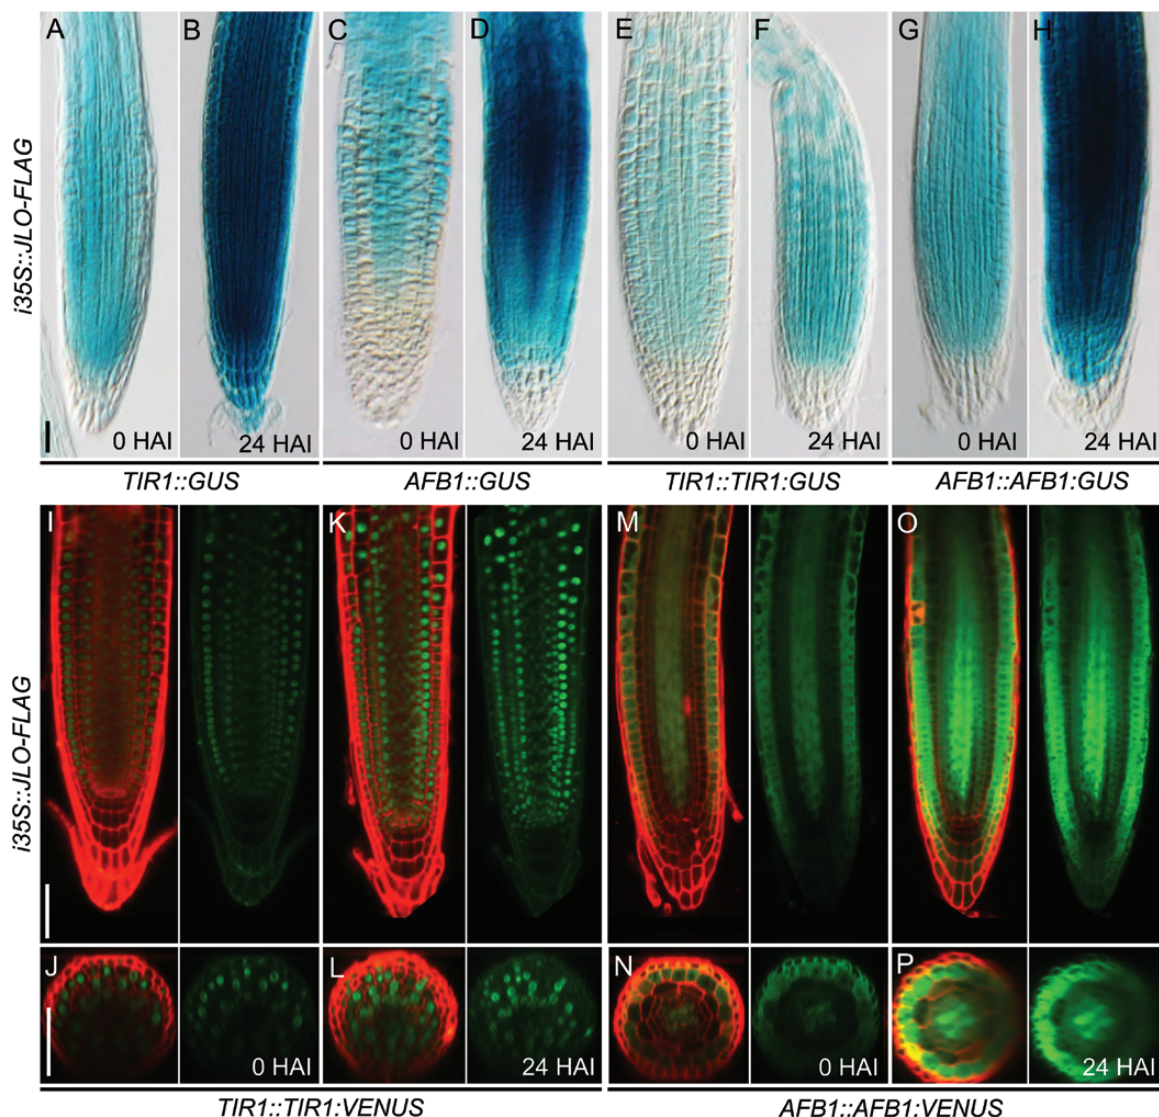 A B C D E F G H
i35S::JLO-FLAG
0 HAI 24 HAI 0 HAI 24 HAI 0 HAI 24 HAI 0 HAI 24 HAI
TIR1::GUS AFB1::GUS TIR1::TIR1:GUS AFB1::AFB1:GUS
I K M O
i35S::JLO-FLAG
J L N P
0 HAI 24 HAI 0 HAI 24 HAI
TIR1::TIR1:VENUS AFB1::AFB1:VENUS